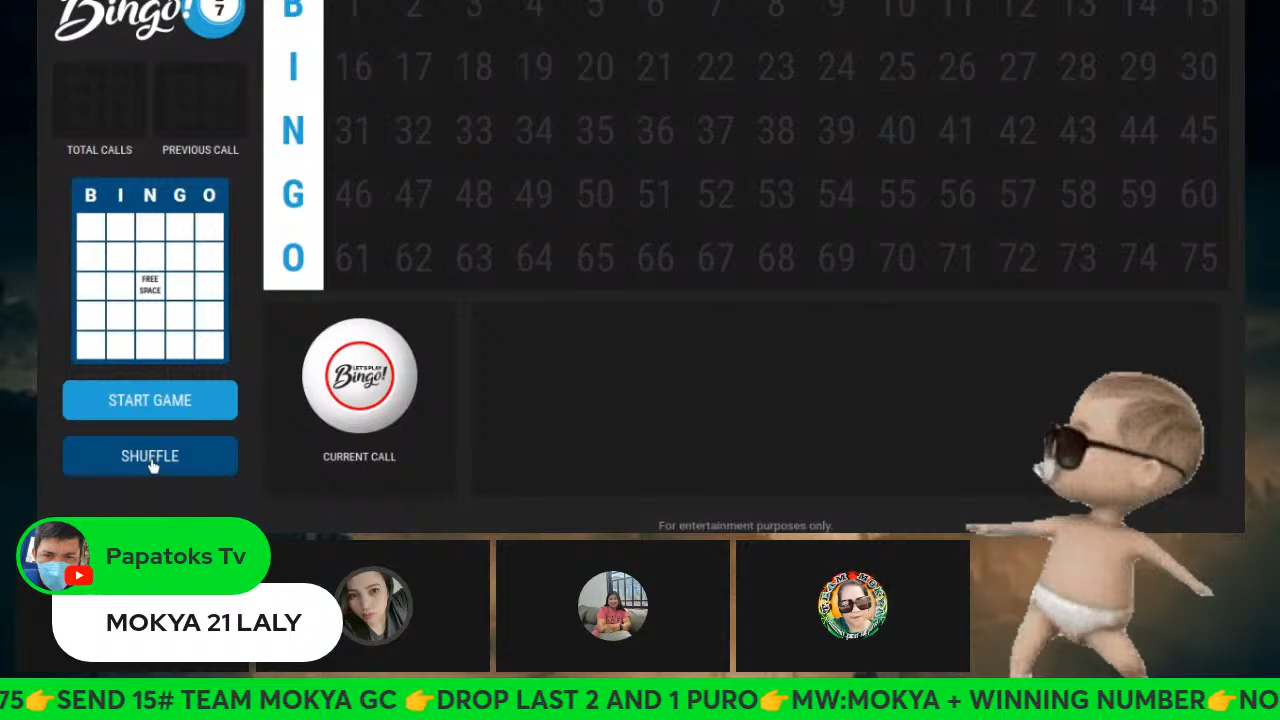 Bingo!
7
B 1 2 3 4 5 6 7 8 9 10 11 12 13 14 15
I 16 17 18 19 20 21 22 23 24 25 26 27 28 29 30
N 31 32 33 34 35 36 37 38 39 40 41 42 43 44 45
G 46 47 48 49 50 51 52 53 54 55 56 57 58 59 60
O 61 62 63 64 65 66 67 68 69 70 71 72 73 74 75
TOTAL CALLS PREVIOUS CALL
B I N G O
FREE
SPACE
START GAME
SHUFFLE
LET'S PLAY
Bingo!
CURRENT CALL
For entertainment purposes only.
Papatoks Tv
MOKYA 21 LALY
TEAM MOKYA
75👉SEND 15# TEAM MOKYA GC 👉DROP LAST 2 AND 1 PURO👉MW:MOKYA + WINNING NUMBER👉NO